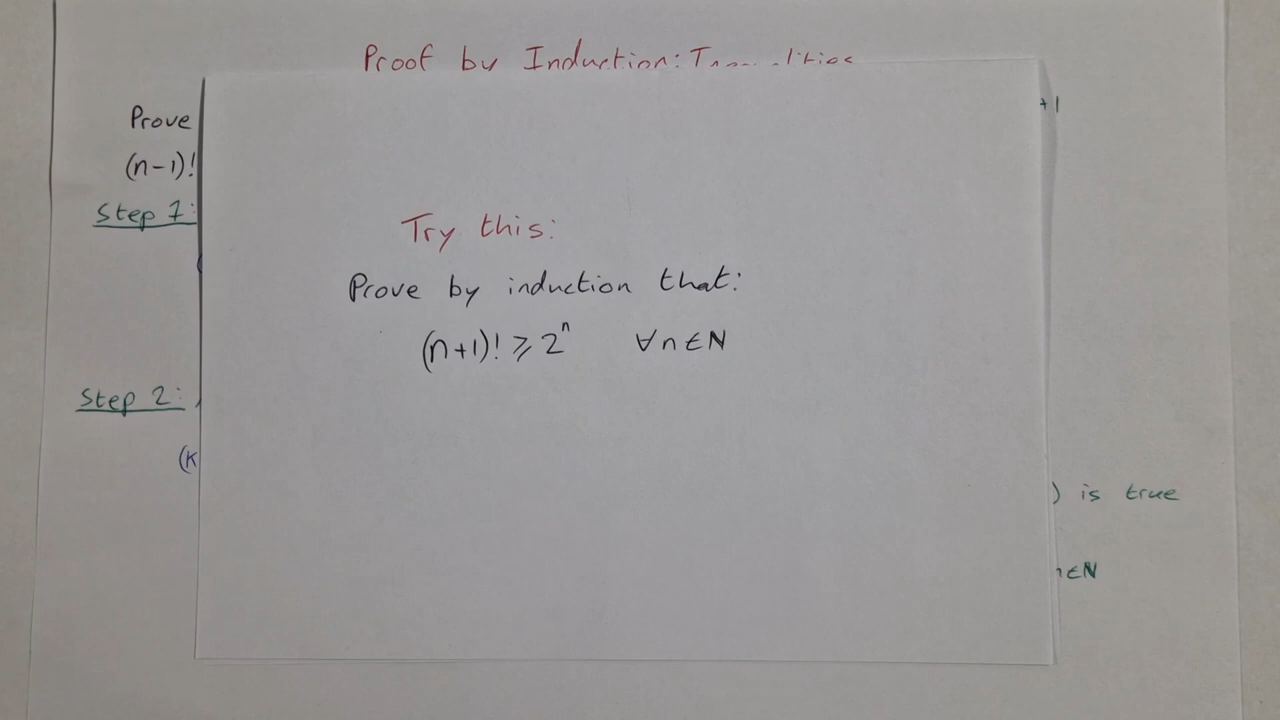 Proof by Induction:
+1
Prove
(n-1)!
Step 1:
Try this:
Prove by induction that:
(n+1)! ⩾ 2ⁿ ∀n∈N
Step 2:
(K
) is true
n∈N